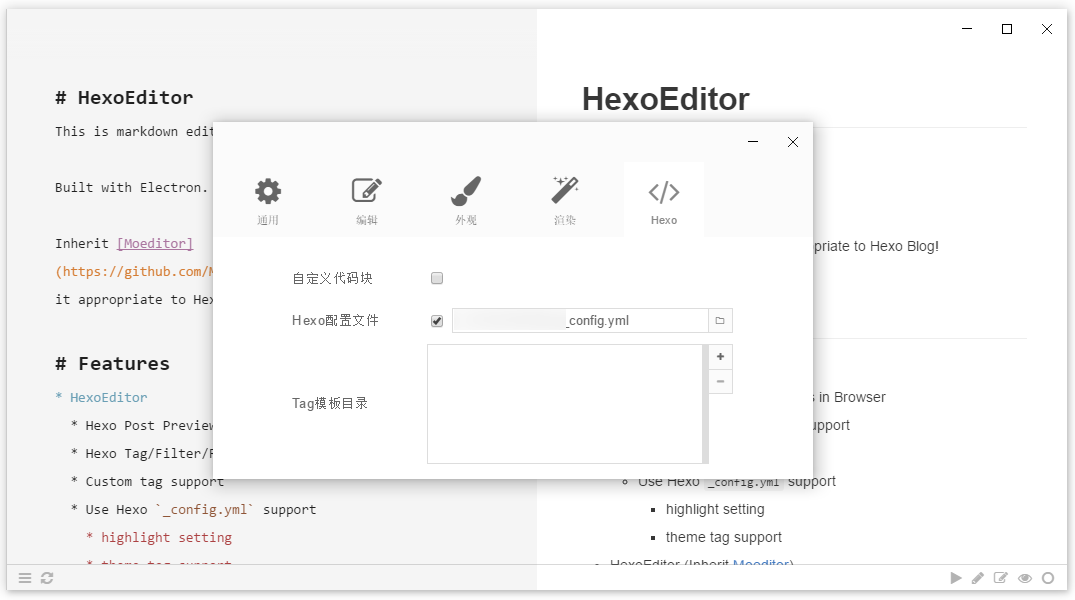 # HexoEditor
This is markdown edit
Built with Electron.
Inherit [Moeditor]
(https://github.com/M
it appropriate to Hex
# Features
* HexoEditor
* Hexo Post Preview
* Hexo Tag/Filter/
* Custom tag support
* Use Hexo `_config.yml` support
* highlight setting
* theme tag support
HexoEditor
priate to Hexo Blog!
s in Browser
upport
Use Hexo _config.yml support
highlight setting
theme tag support
HexoEditor (Inherit Moeditor)
通用
编辑
外观
渲染
Hexo
自定义代码块
Hexo配置文件
_config.yml
Tag模板目录